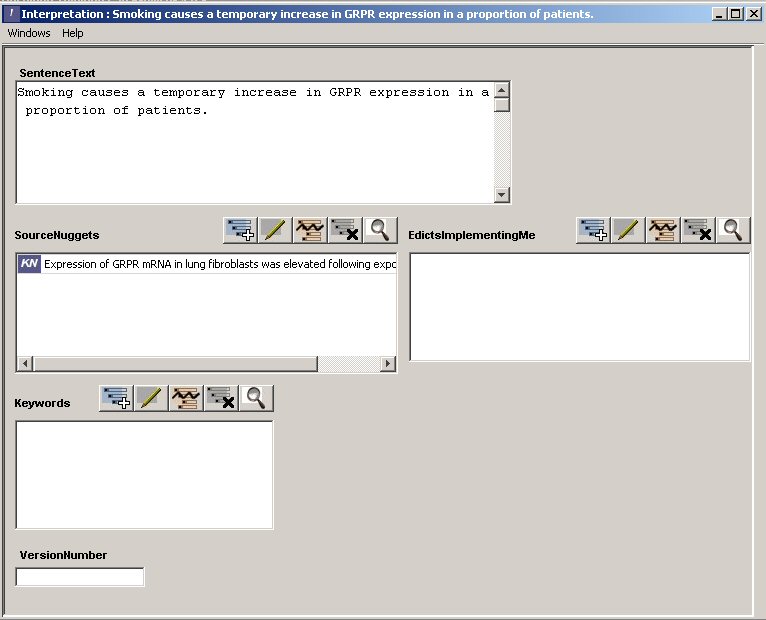 Interpretation : Smoking causes a temporary increase in GRPR expression in a proportion of patients.
Windows Help
SentenceText
Smoking causes a temporary increase in GRPR expression in a
proportion of patients.
SourceNuggets
EdictsImplementingMe
KN Expression of GRPR mRNA in lung fibroblasts was elevated following expo
Keywords
VersionNumber